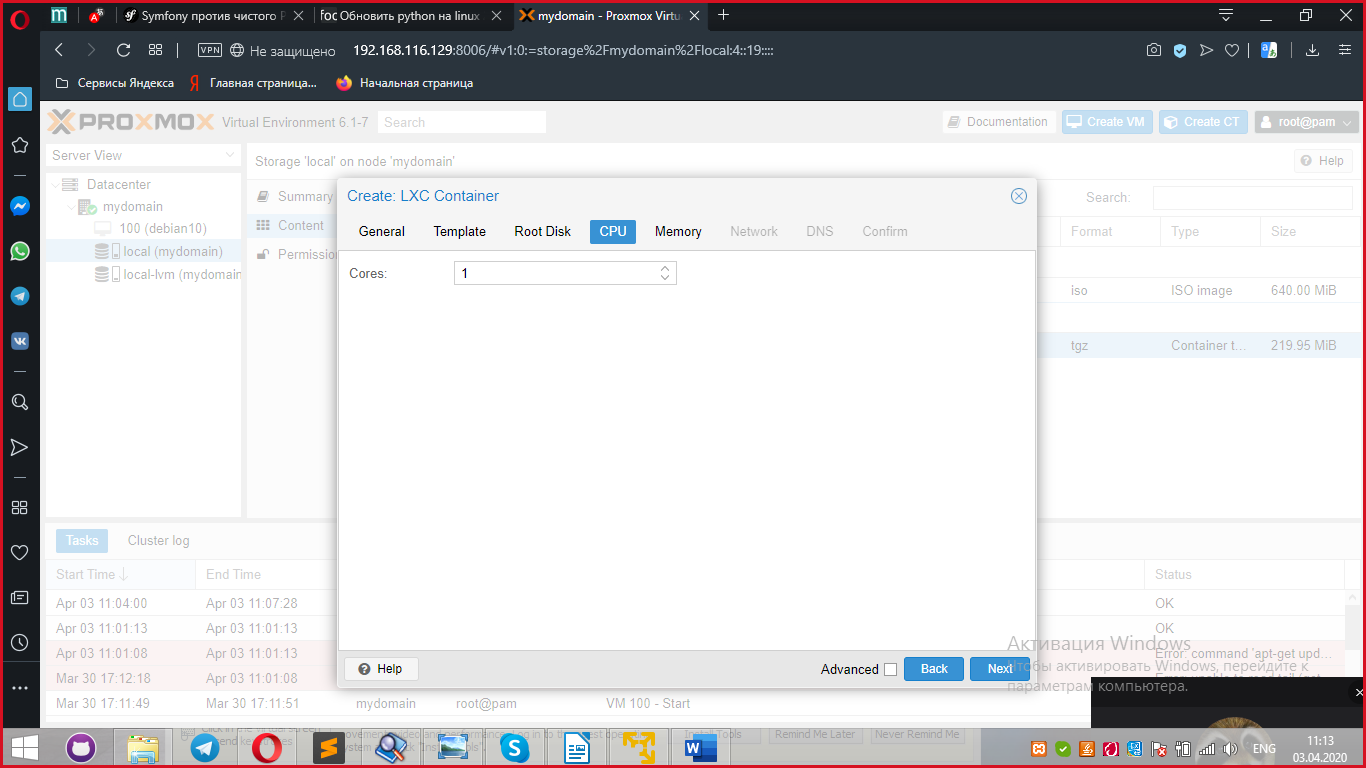 Symfony против чистого P
foc Обновить python на linux
mydomain - Proxmox Virtu
VPN
Не защищено
192.168.116.129:8006/#v1:0:=storage%2Fmydomain%2Flocal:4::19::::
Сервисы Яндекса
Главная страница...
Начальная страница
PROXMOX
Virtual Environment 6.1-7
Search
Documentation
Create VM
Create CT
root@pam
Server View
Storage 'local' on node 'mydomain'
Help
Datacenter
mydomain
100 (debian10)
local (mydomain)
local-lvm (mydomain
Summary
Content
Permission
Search:
Format
Type
Size
iso
ISO image
640.00 MiB
tgz
Container t...
219.95 MiB
Create: LXC Container
General
Template
Root Disk
CPU
Memory
Network
DNS
Confirm
Cores:
1
Help
Advanced
Back
Next
Tasks
Cluster log
Start Time
End Time
Status
Apr 03 11:04:00
Apr 03 11:07:28
OK
Apr 03 11:01:13
Apr 03 11:01:13
OK
Apr 03 11:01:08
Apr 03 11:01:13
Error: command 'apt-get upd...
Mar 30 17:12:18
Apr 03 11:01:08
Mar 30 17:11:49
Mar 30 17:11:51
mydomain
root@pam
VM 100 - Start
Активация Windows
Чтобы активировать Windows, перейдите к
параметрам компьютера.
Remind Me Later
Never Remind Me
ENG
11:13
03.04.2020